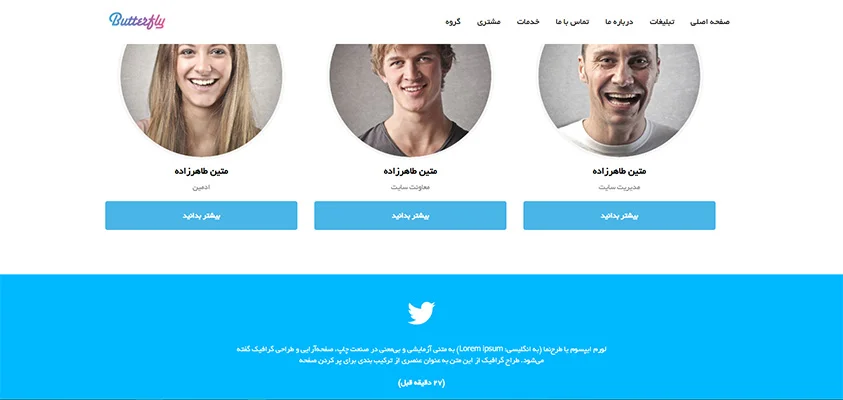 Butterfly
صفحه اصلی تبلیغات درباره ما تماس با ما خدمات مشتری گروه
متین طاهرزاده متین طاهرزاده متین طاهرزاده
مدیریت سایت معاونت سایت ادمین
بیشتر بدانید بیشتر بدانید بیشتر بدانید
لورم ایپسوم یا طرح‌نما (به انگلیسی: Lorem ipsum) به متنی آزمایشی و بی‌معنی در صنعت چاپ، صفحه‌آرایی و طراحی گرافیک گفته
می‌شود. طراح گرافیک از این متن به عنوان عنصری از ترکیب بندی برای پر کردن صفحه
(۲۷ دقیقه قبل)